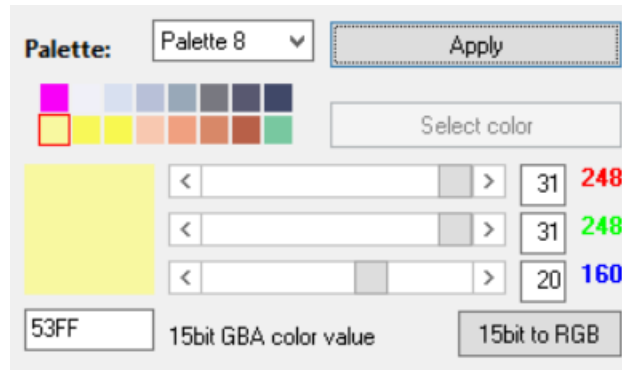 Palette: Palette 8 Apply
Select color
31 248
31 248
20 160
53FF 15bit GBA color value 15bit to RGB